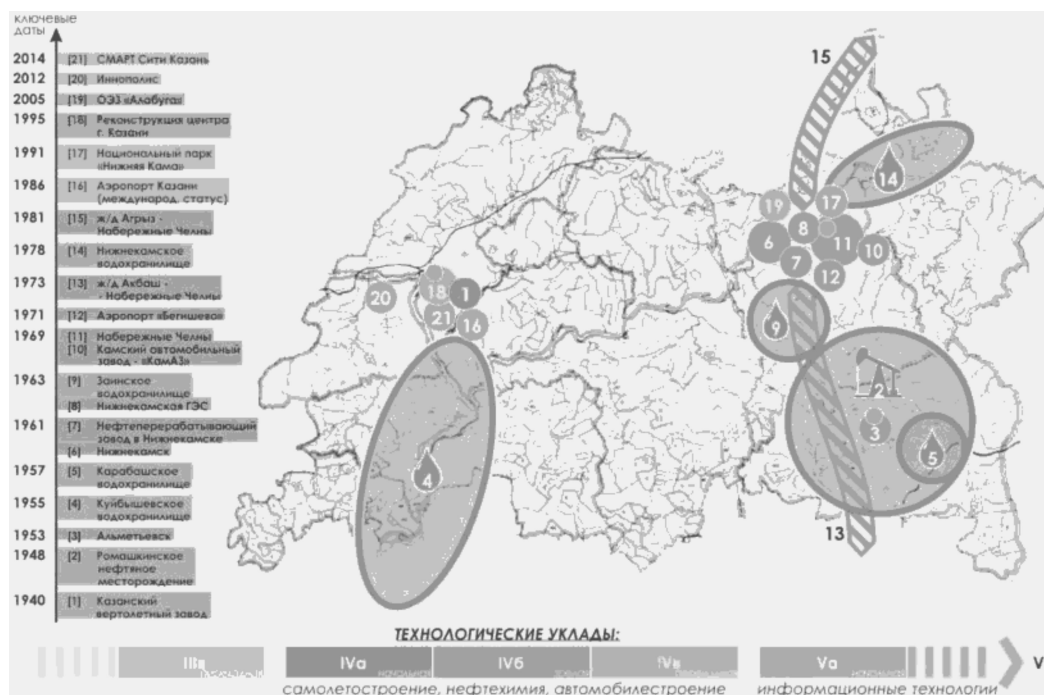 ключевые
даты
2014 [21] СМАРТ Сити Казань
2012 [20] Иннополис
2005 [19] ОЭЗ «Алабуга»
1995 [18] Реконструкция центра
г. Казани
1991 [17] Национальный парк
«Нижняя Кама»
1986 [16] Аэропорт Казани
(международ. статус)
1981 [15] ж/д Агрыз -
Набережные Челны
1978 [14] Нижнекамское
водохранилище
1973 [13] ж/д Акбаш -
- Набережные Челны
1971 [12] Аэропорт «Бегишево»
1969 [11] Набережные Челны
[10] Камский автомобильный
завод - «КамАЗ»
1963 [9] Заинское
водохранилище
[8] Нижнекамская ГЭС
1961 [7] Нефтеперерабатывающий
завод в Нижнекамске
[6] Нижнекамск
1957 [5] Карабашское
водохранилище
1955 [4] Куйбышевское
водохранилище
1953 [3] Альметьевск
1948 [2] Ромашкинское
нефтяное
месторождение
1940 [1] Казанский
вертолетный завод
15
14
19
17
8
6
11
10
7
12
20
18
1
21
16
9
2
3
5
4
13
ТЕХНОЛОГИЧЕСКИЕ УКЛАДЫ:
IVа
начальная
IVб
зрелая
IVв
Vа
начальная
V
самолетостроение, нефтехимия, автомобилестроение
информационные технологи